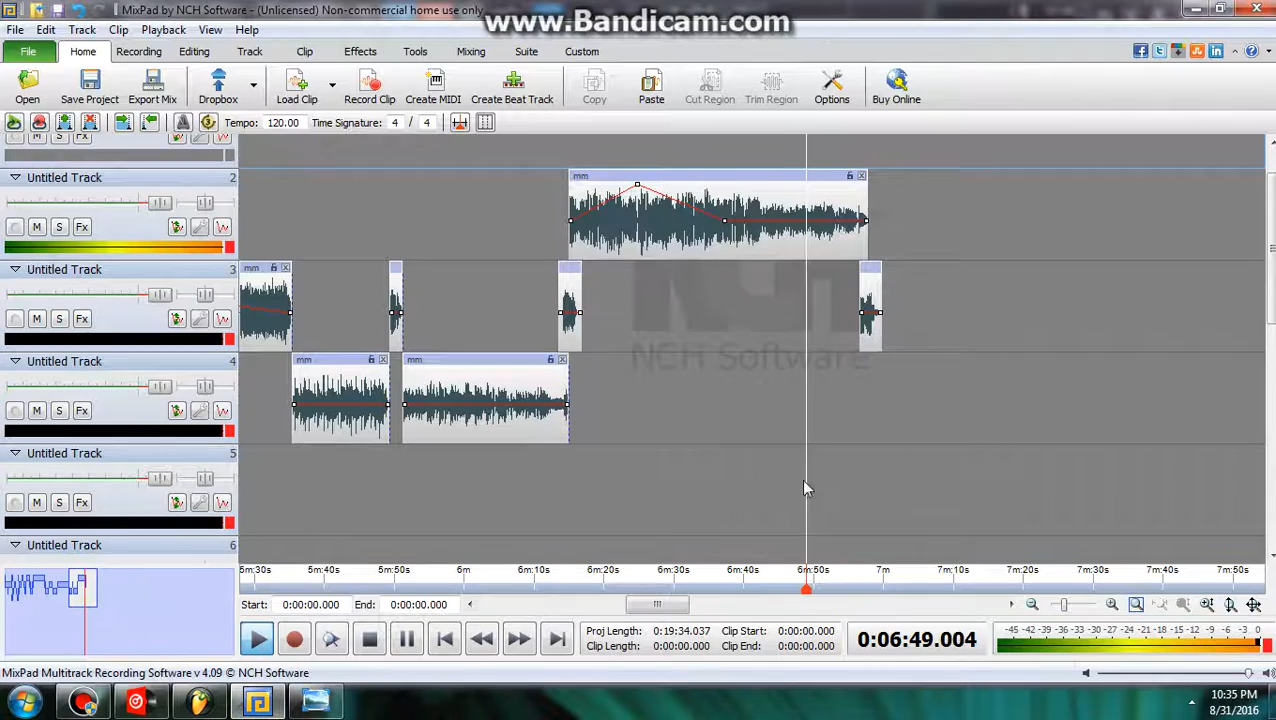 MixPad by NCH Software - (Unlicensed) Non-commercial home use only
www.Bandicam.com
File Edit Track Clip Playback View Help
File Home Recording Editing Track Clip Effects Tools Mixing Suite Custom
Open Save Project Export Mix Dropbox Load Clip Record Clip Create MIDI Create Beat Track Copy Paste Cut Region Trim Region Options Buy Online
Tempo: 120.00 Time Signature: 4 / 4
M S Fx
Untitled Track 2
mm
M S Fx
NCH
Untitled Track 3
mm
M S Fx
NCH Software
Untitled Track 4
mm mm
M S Fx
Untitled Track 5
M S Fx
Untitled Track 6
5m:30s 5m:40s 5m:50s 6m 6m:10s 6m:20s 6m:30s 6m:40s 6m:50s 7m 7m:10s 7m:20s 7m:30s 7m:40s 7m:50s
Start: 0:00:00.000 End: 0:00:00.000
Proj Length: 0:19:34.037 Clip Start: 0:00:00.000
Clip Length: 0:00:00.000 Clip End: 0:00:00.000
0:06:49.004
-45 -42 -39 -36 -33 -30 -27 -24 -21 -18 -15 -12 -9 -6 -3 0
MixPad Multitrack Recording Software v 4.09 © NCH Software
10:35 PM
8/31/2016